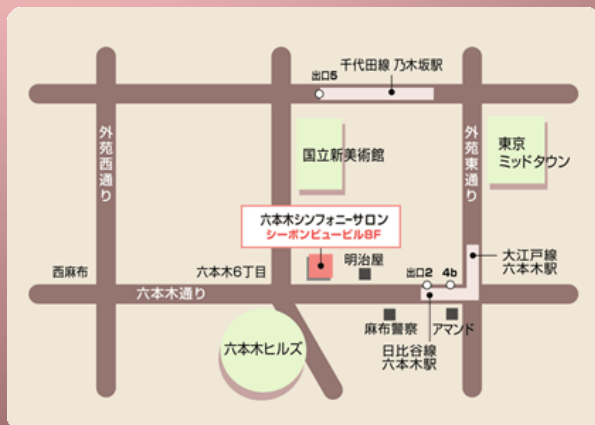 千代田線 乃木坂駅
出口5
外苑西通り
国立新美術館
外苑東通り
東京
ミッドタウン
六本木シンフォニーサロン
シーボンビュービル8F
西麻布
六本木6丁目
明治屋
出口2
4b
大江戸線
六本木駅
六本木通り
麻布警察
アマンド
日比谷線
六本木駅
六本木ヒルズ